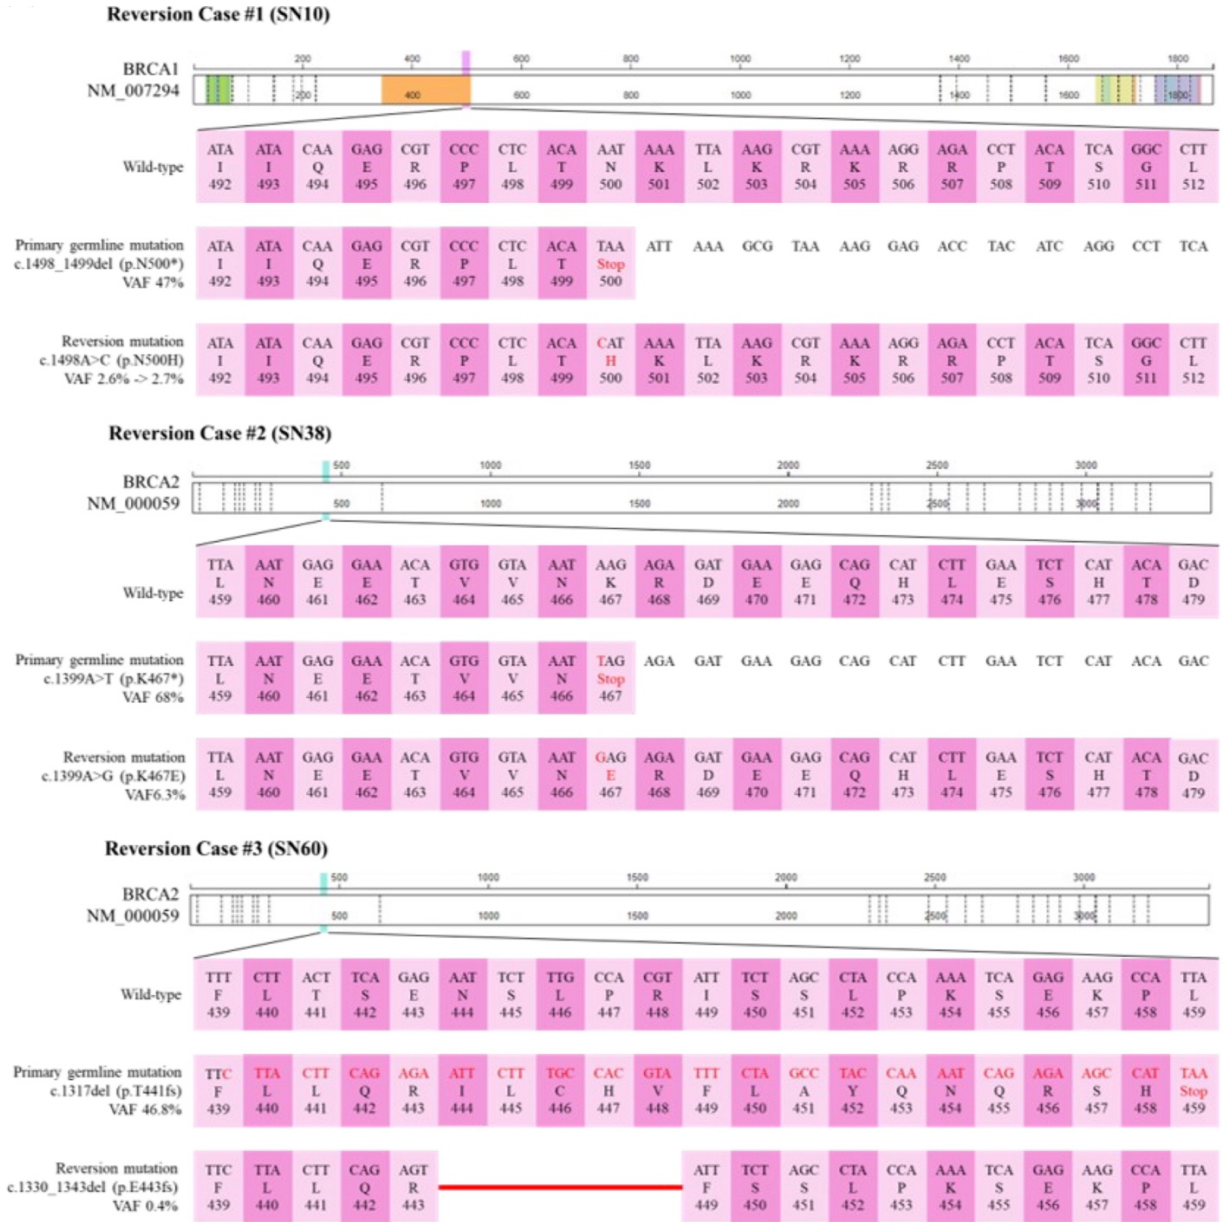 Reversion Case #1 (SN10)
200 400 600 800 1000 1200 1400 1600 1800
BRCA1
NM_007294
200 400 600 800 1000 1200 1400 1600 1800
ATA ATA CAA GAG CGT CCC CTC ACA AAT AAA TTA AAG CGT AAA AGG AGA CCT ACA TCA GGC CTT
Wild-type I I Q E R P L T N K L K R K R R P T S G L
492 493 494 495 496 497 498 499 500 501 502 503 504 505 506 507 508 509 510 511 512
Primary germline mutation ATA ATA CAA GAG CGT CCC CTC ACA TAA ATT AAA GCG TAA AAG GAG ACC TAC ATC AGG CCT TCA
c.1498_1499del (p.N500*) I I Q E R P L T Stop
VAF 47% 492 493 494 495 496 497 498 499 500
Reversion mutation ATA ATA CAA GAG CGT CCC CTC ACA CAT AAA TTA AAG CGT AAA AGG AGA CCT ACA TCA GGC CTT
c.1498A>C (p.N500H) I I Q E R P L T H K L K R K R R P T S G L
VAF 2.6% -> 2.7% 492 493 494 495 496 497 498 499 500 501 502 503 504 505 506 507 508 509 510 511 512
Reversion Case #2 (SN38)
500 1000 1500 2000 2500 3000
BRCA2
NM_000059
500 1000 1500 2000 2500 3000
TTA AAT GAG GAA ACA GTG GTA AAT AAG AGA GAT GAA GAG CAG CAT CTT GAA TCT CAT ACA GAC
Wild-type L N E E T V V N K R D E E Q H L E S H T D
459 460 461 462 463 464 465 466 467 468 469 470 471 472 473 474 475 476 477 478 479
Primary germline mutation TTA AAT GAG GAA ACA GTG GTA AAT TAG AGA GAT GAA GAG CAG CAT CTT GAA TCT CAT ACA GAC
c.1399A>T (p.K467*) L N E E T V V N Stop
VAF 68% 459 460 461 462 463 464 465 466 467
Reversion mutation TTA AAT GAG GAA ACA GTG GTA AAT GAG AGA GAT GAA GAG CAG CAT CTT GAA TCT CAT ACA GAC
c.1399A>G (p.K467E) L N E E T V V N E R D E E Q H L E S H T D
VAF6.3% 459 460 461 462 463 464 465 466 467 468 469 470 471 472 473 474 475 476 477 478 479
Reversion Case #3 (SN60)
500 1000 1500 2000 2500 3000
BRCA2
NM_000059
500 1000 1500 2000 2500 3000
TTT CTT ACT TCA GAG AAT TCT TTG CCA CGT ATT TCT AGC CTA CCA AAA TCA GAG AAG CCA TTA
Wild-type F L T S E N S L P R I S S L P K S E K P L
439 440 441 442 443 444 445 446 447 448 449 450 451 452 453 454 455 456 457 458 459
Primary germline mutation TTC TTA CTT CAG AGA ATT CTT TGC CAC GTA TTT CTA GCC TAC CAA AAT CAG AGA AGC CAT TAA
c.1317del (p.T441fs) F L L Q R I L C H V F L A Y Q N Q R S H Stop
VAF 46.8% 439 440 441 442 443 444 445 446 447 448 449 450 451 452 453 454 455 456 457 458 459
Reversion mutation TTC TTA CTT CAG AGT ATT TCT AGC CTA CCA AAA TCA GAG AAG CCA TTA
c.1330_1343del (p.E443fs) F L L Q R F S S L P K S E K P L
VAF 0.4% 439 440 441 442 443 449 450 451 452 453 454 455 456 457 458 459